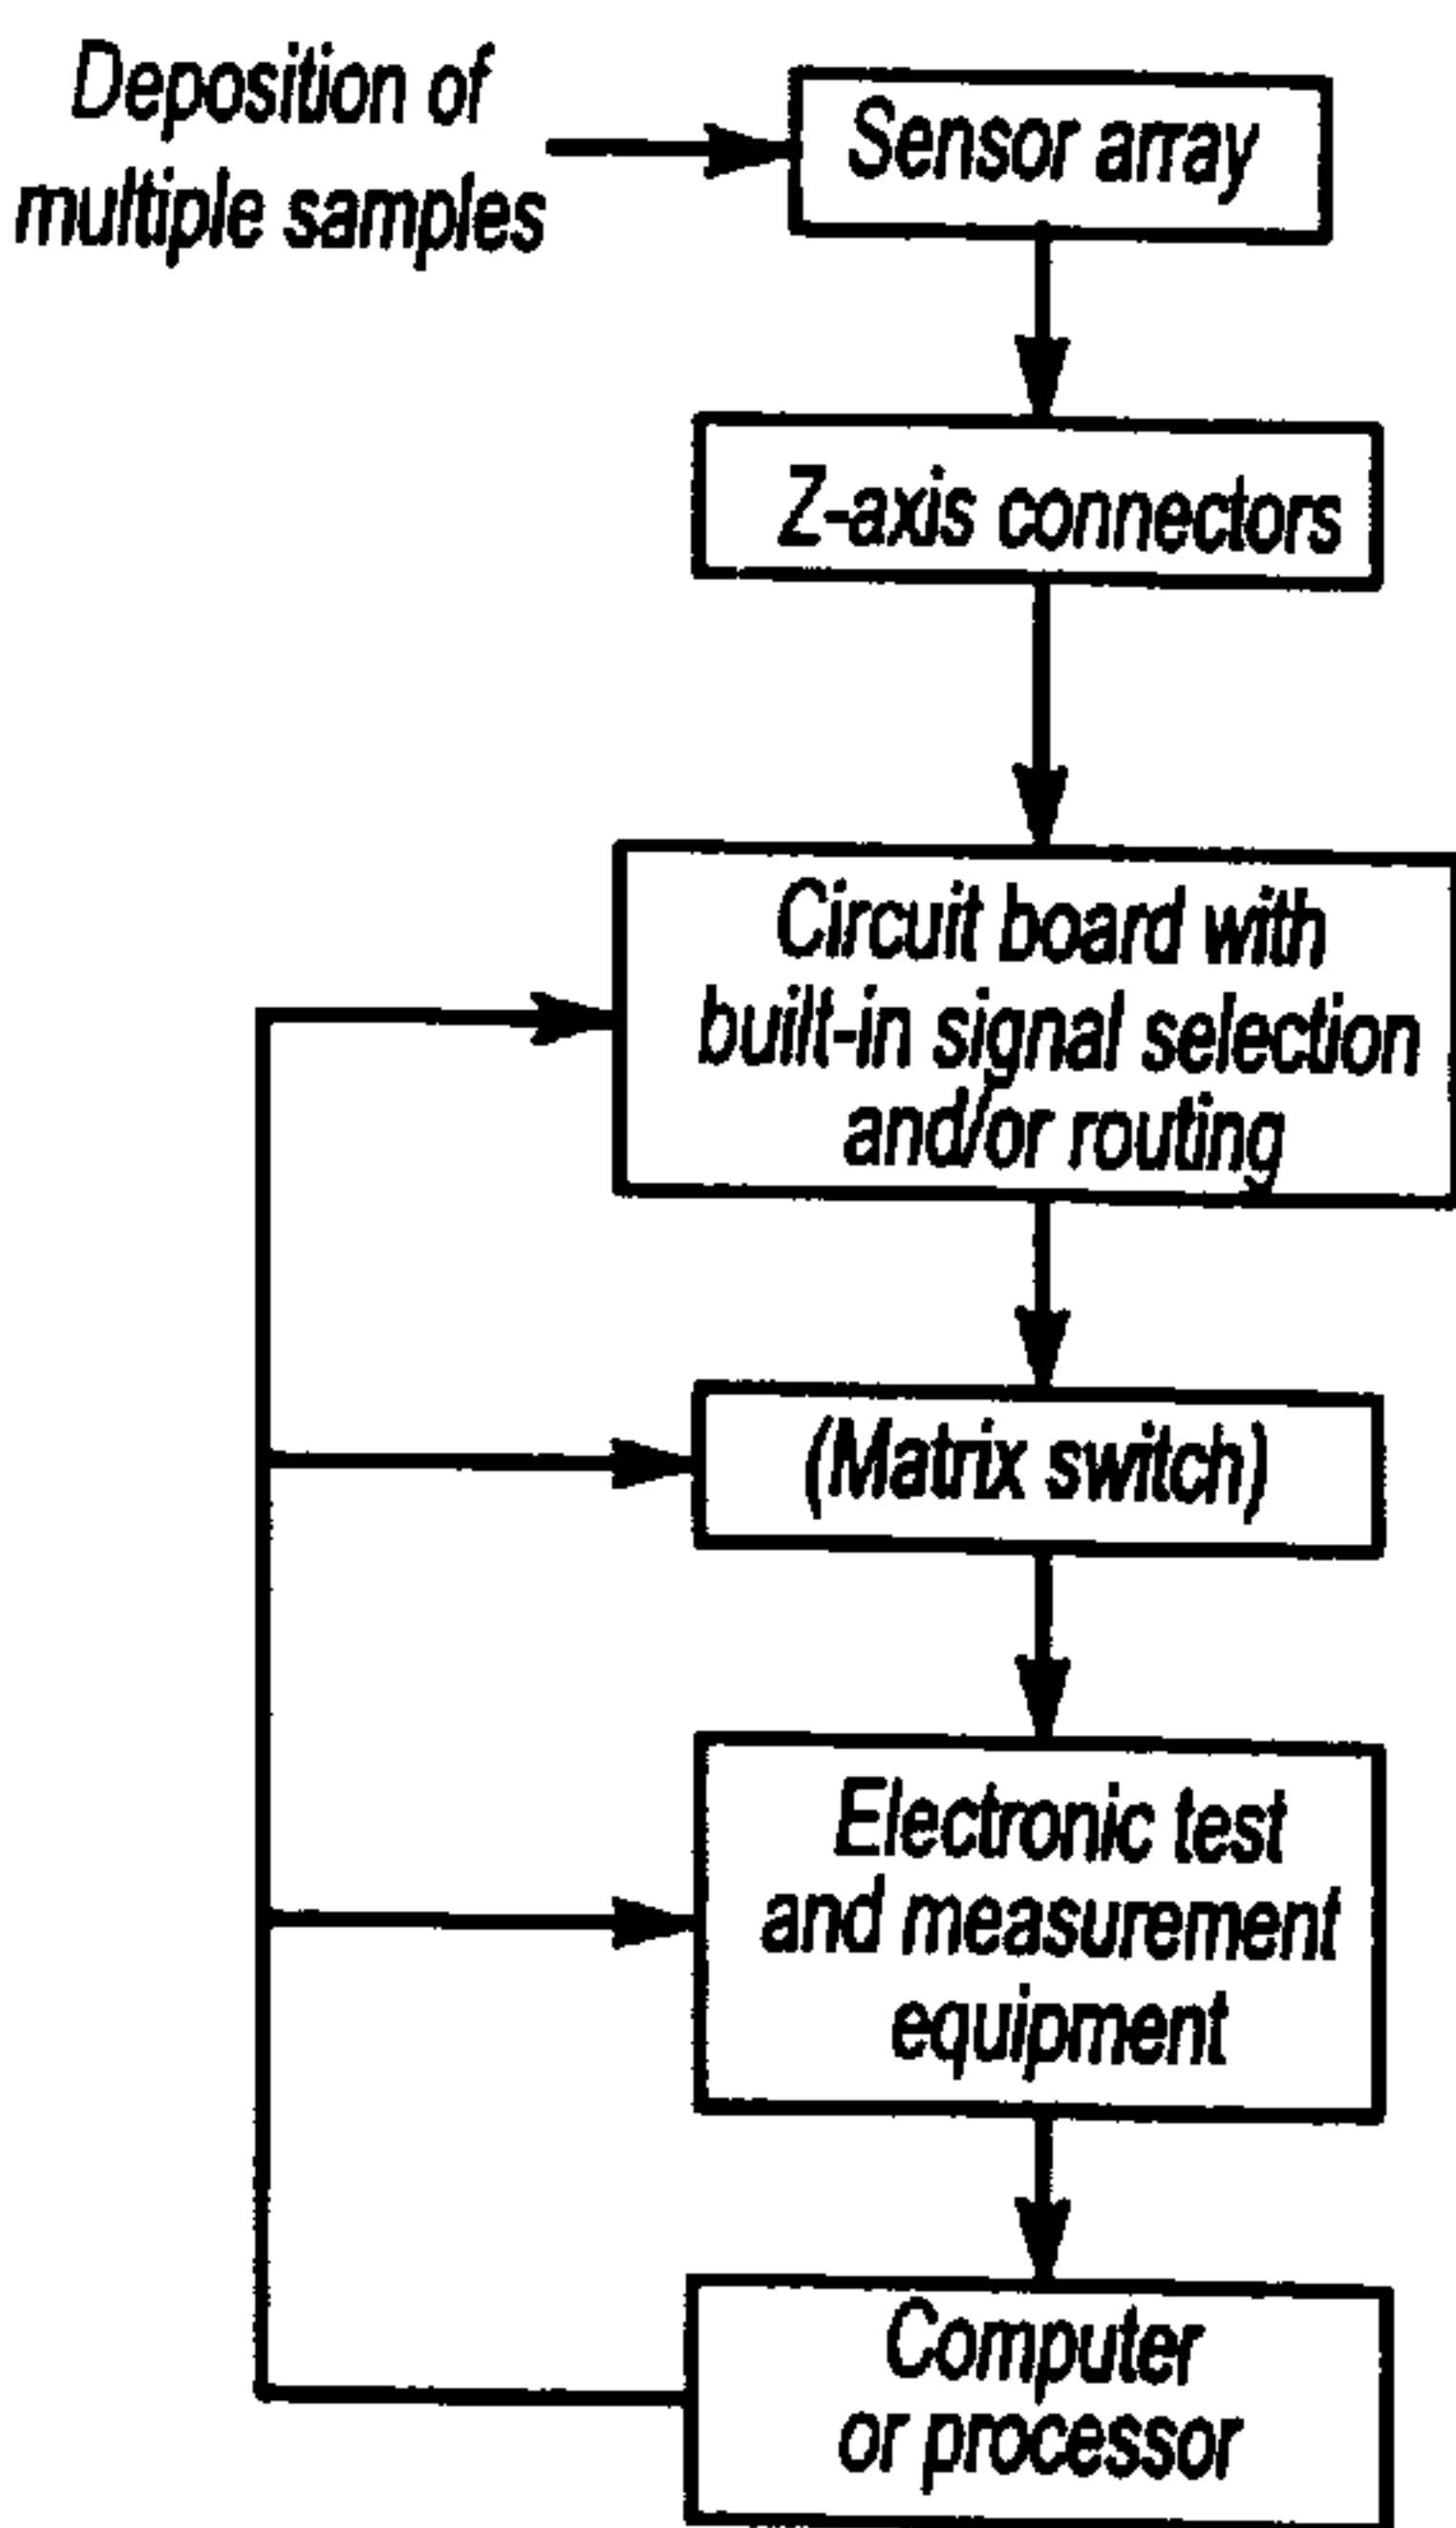 Deposition of
multiple samples
Sensor array
Z-axis connectors
Circuit board with
built-in signal selection
and/or routing
(Matrix switch)
Electronic test
and measurement
equipment
Computer
or processor